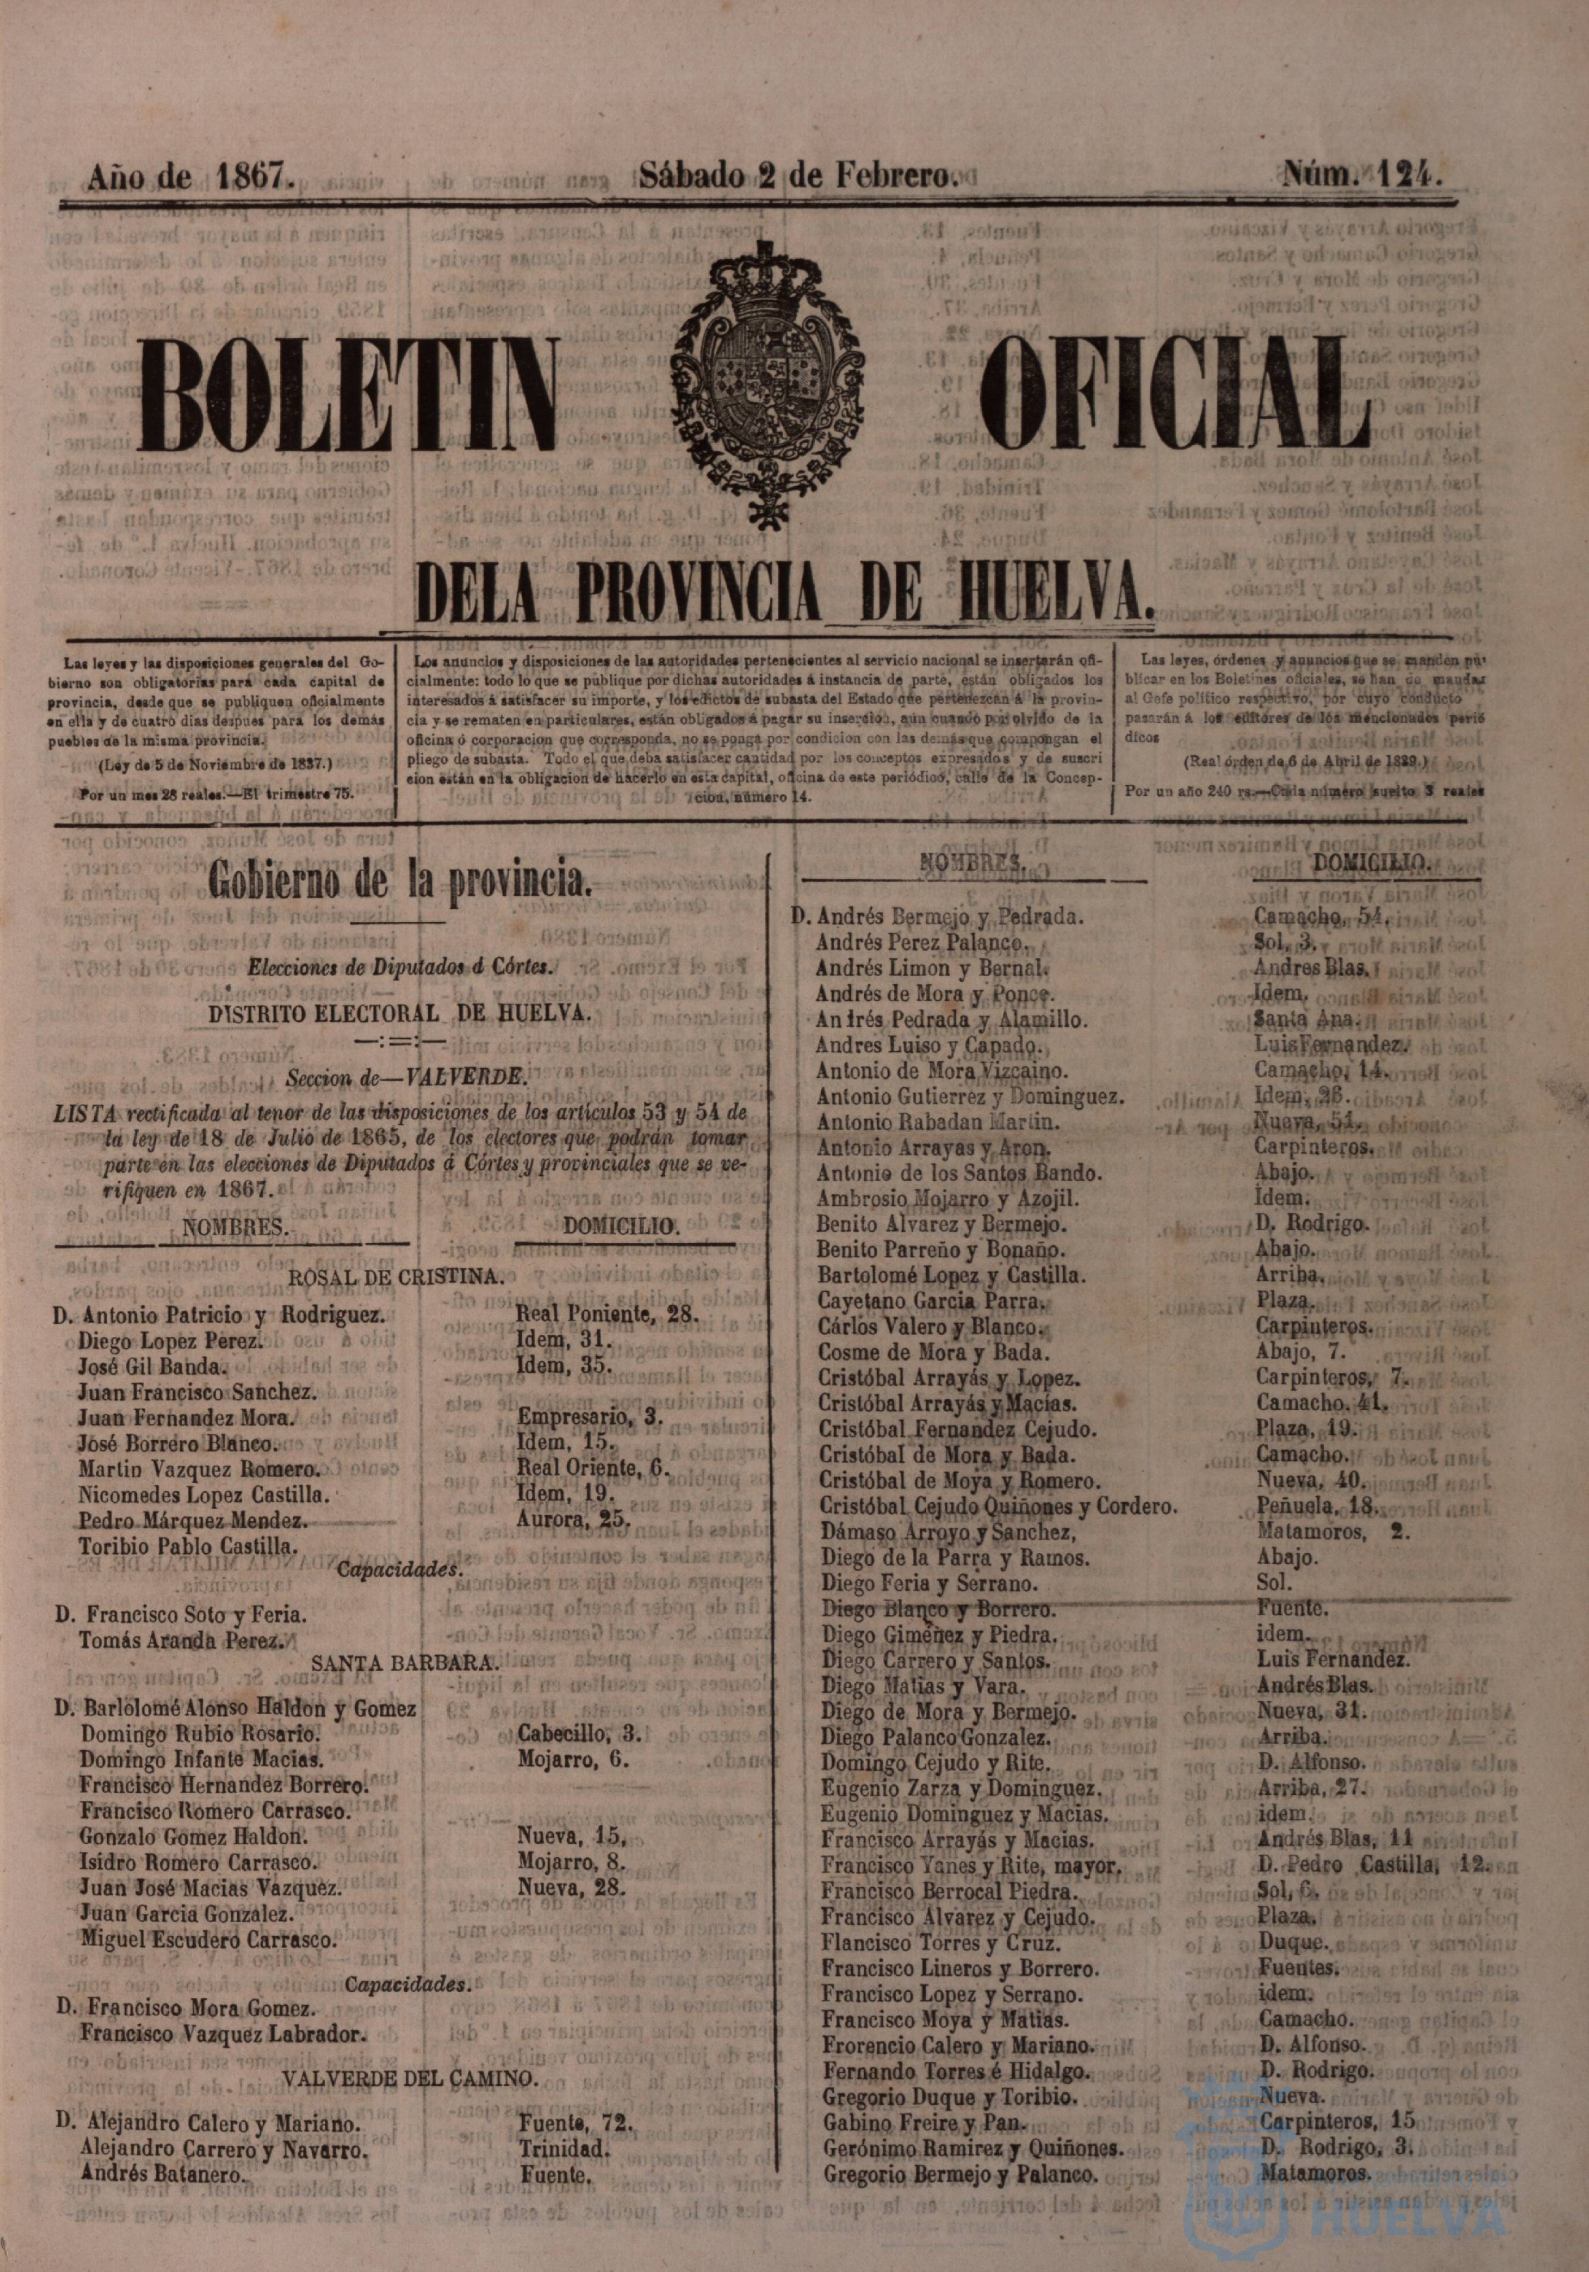 Año de 1867.
Sábado 2 de Febrero.
Núm. 124.
BOLETIN OFICIAL
DELA PROVINCIA DE HUELVA.
Las leyes y las disposiciones generales del Go-
bierno son obligatorias para cada capital de
provincia, desde que se publiquen oficialmente
en ella y de cuatro dias despues para los demás
pueblos de la misma provincia.
(Ley de 5 de Noviembre de 1837.)
Por un mes 28 reales.—El trimestre 75.
Los anuncios y disposiciones de las autoridades pertenecientes al servicio nacional se insertarán ofi-
cialmente: todo lo que se publique por dichas autoridades á instancia de parte, están obligados los
interesados á satisfacer su importe, y los edictos de subasta del Estado que pertenezcan á la provin-
cia y se rematen en particulares, están obligados á pagar su insercion, aún cuando por olvido de la
oficina ó corporacion que corresponda, no se ponga por condicion con las demás que compongan el
pliego de subasta. Todo el que deba satisfacer cantidad por los conceptos expresados y de suscri
cion están en la obligacion de hacerlo en esta capital, oficina de este periódico, calle de la Concep-
cion, número 14.
Las leyes, órdenes y anuncios que se manden pu-
blicar en los Boletines oficiales, se han de mandar
al Gefe político respectivo, por cuyo conducto
pasarán á los editores de los mencionados perió
dicos
(Real órden de 6 de Abril de 1839.)
Por un año 240 rs.—Cada número suelto 3 reales
Gobierno de la provincia.
Elecciones de Diputados á Córtes.
DISTRITO ELECTORAL DE HUELVA.
Seccion de—VALVERDE.
LISTA rectificada al tenor de las disposiciones de los artículos 53 y 54 de
la ley de 18 de Julio de 1865, de los electores que podrán tomar
parte en las elecciones de Diputados á Córtes y provinciales que se ve-
rifiquen en 1867.
NOMBRES. DOMICILIO.
ROSAL DE CRISTINA.
D. Antonio Patricio y Rodriguez. Real Poniente, 28.
Diego Lopez Perez. Idem, 31.
José Gil Banda. Idem, 35.
Juan Francisco Sanchez.
Juan Fernandez Mora. Empresario, 3.
José Borrero Blanco. Idem, 15.
Martin Vazquez Romero. Real Oriente, 6.
Nicomedes Lopez Castilla. Idem, 19.
Pedro Márquez Mendez. Aurora, 25.
Toribio Pablo Castilla.
Capacidades.
D. Francisco Soto y Feria.
Tomás Aranda Perez.
SANTA BARBARA.
D. Barlolomé Alonso Haldon y Gomez
Domingo Rubio Rosario. Cabecillo, 3.
Domingo Infante Macias. Mojarro, 6.
Francisco Hernandez Borrero.
Francisco Romero Carrasco.
Gonzalo Gomez Haldon. Nueva, 15,
Isidro Romero Carrasco. Mojarro, 8.
Juan José Macias Vazquez. Nueva, 28.
Juan Garcia Gonzalez.
Miguel Escudero Carrasco.
Capacidades.
D. Francisco Mora Gomez.
Francisco Vazquez Labrador.
VALVERDE DEL CAMINO.
D. Alejandro Calero y Mariano. Fuente, 72.
Alejandro Carrero y Navarro. Trinidad.
Andrés Batanero. Fuente.
NOMBRES. DOMICILIO.
D. Andrés Bermejo y Pedrada. Camacho, 54.
Andrés Perez Palanco. Sol, 3.
Andrés Limon y Bernal. Andres Blas.
Andrés de Mora y Ponce. Idem.
Andrés Pedrada y Alamillo. Santa Ana.
Andres Luiso y Capado. Luis Fernandez.
Antonio de Mora Vizcaino. Camacho, 14.
Antonio Gutierrez y Dominguez. Idem, 26.
Antonio Rabadan Martin. Nueva, 51.
Antonio Arrayas y Aron. Carpinteros.
Antonio de los Santos Bando. Abajo.
Ambrosio Mojarro y Azojil. Idem.
Benito Alvarez y Bermejo. D. Rodrigo.
Benito Parreño y Bonaño. Abajo.
Bartolomé Lopez y Castilla. Arriba.
Cayetano Garcia Parra. Plaza.
Cárlos Valero y Blanco. Carpinteros.
Cosme de Mora y Bada. Abajo, 7.
Cristóbal Arrayás y Lopez. Carpinteros, 7.
Cristóbal Arrayás y Macías. Camacho. 41.
Cristóbal Fernandez Cejudo. Plaza, 19.
Cristóbal de Mora y Bada. Camacho.
Cristóbal de Moya y Romero. Nueva, 40.
Cristóbal Cejudo Quiñones y Cordero. Peñuela, 18.
Dámaso Arroyo y Sanchez, Matamoros, 2.
Diego de la Parra y Ramos. Abajo.
Diego Feria y Serrano. Sol.
Diego Blanco y Borrero. Fuente.
Diego Gimeñez y Piedra. idem.
Diego Carrero y Santos. Luis Fernandez.
Diego Matias y Vara. Andrés Blas.
Diego de Mora y Bermejo. Nueva, 31.
Diego Palanco Gonzalez. Arriba.
Domingo Cejudo y Rite. D. Alfonso.
Eugenio Zarza y Dominguez. Arriba, 27.
Eugenio Dominguez y Macias. idem.
Francisco Arrayás y Macias. Andrés Blas, 11
Francisco Yanes y Rite, mayor. D. Pedro Castilla, 12.
Francisco Berrocal Piedra. Sol, 6.
Francisco Alvarez y Cejudo. Plaza.
Flancisco Torres y Cruz. Duque.
Francisco Lineros y Borrero. Fuentes.
Francisco Lopez y Serrano. idem.
Francisco Moya y Matias. Camacho.
Frorencio Calero y Mariano. D. Alfonso.
Fernando Torres é Hidalgo. D. Rodrigo.
Gregorio Duque y Toribio. Nueva.
Gabino Freire y Pan. Carpinteros, 15
Gerónimo Ramirez y Quiñones. D. Rodrigo, 3.
Gregorio Bermejo y Palanco. Matamoros.
HUELVA